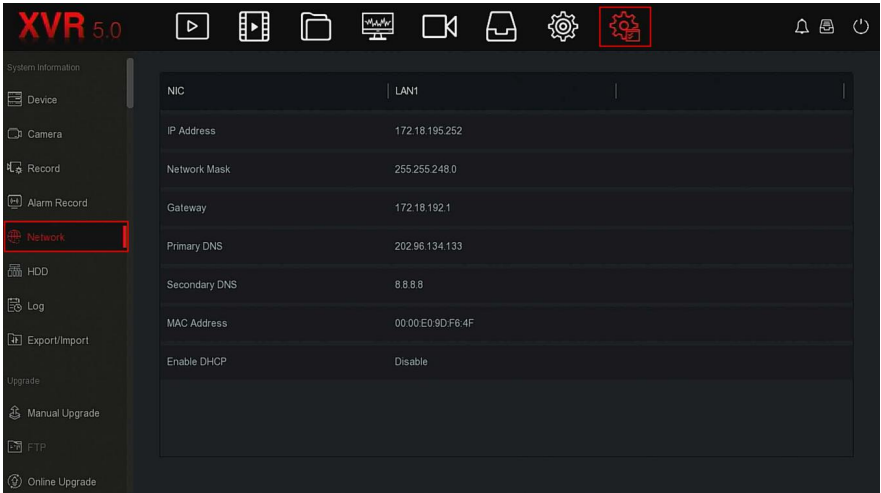 XVR 5.0
System Information
Device
Camera
Record
Alarm Record
Network
HDD
Log
Export/Import
Upgrade
Manual Upgrade
FTP
Online Upgrade
NIC LAN1
IP Address 172.18.195.252
Network Mask 255.255.248.0
Gateway 172.18.192.1
Primary DNS 202.96.134.133
Secondary DNS 8.8.8.8
MAC Address 00:00:E0:9D:F6:4F
Enable DHCP Disable